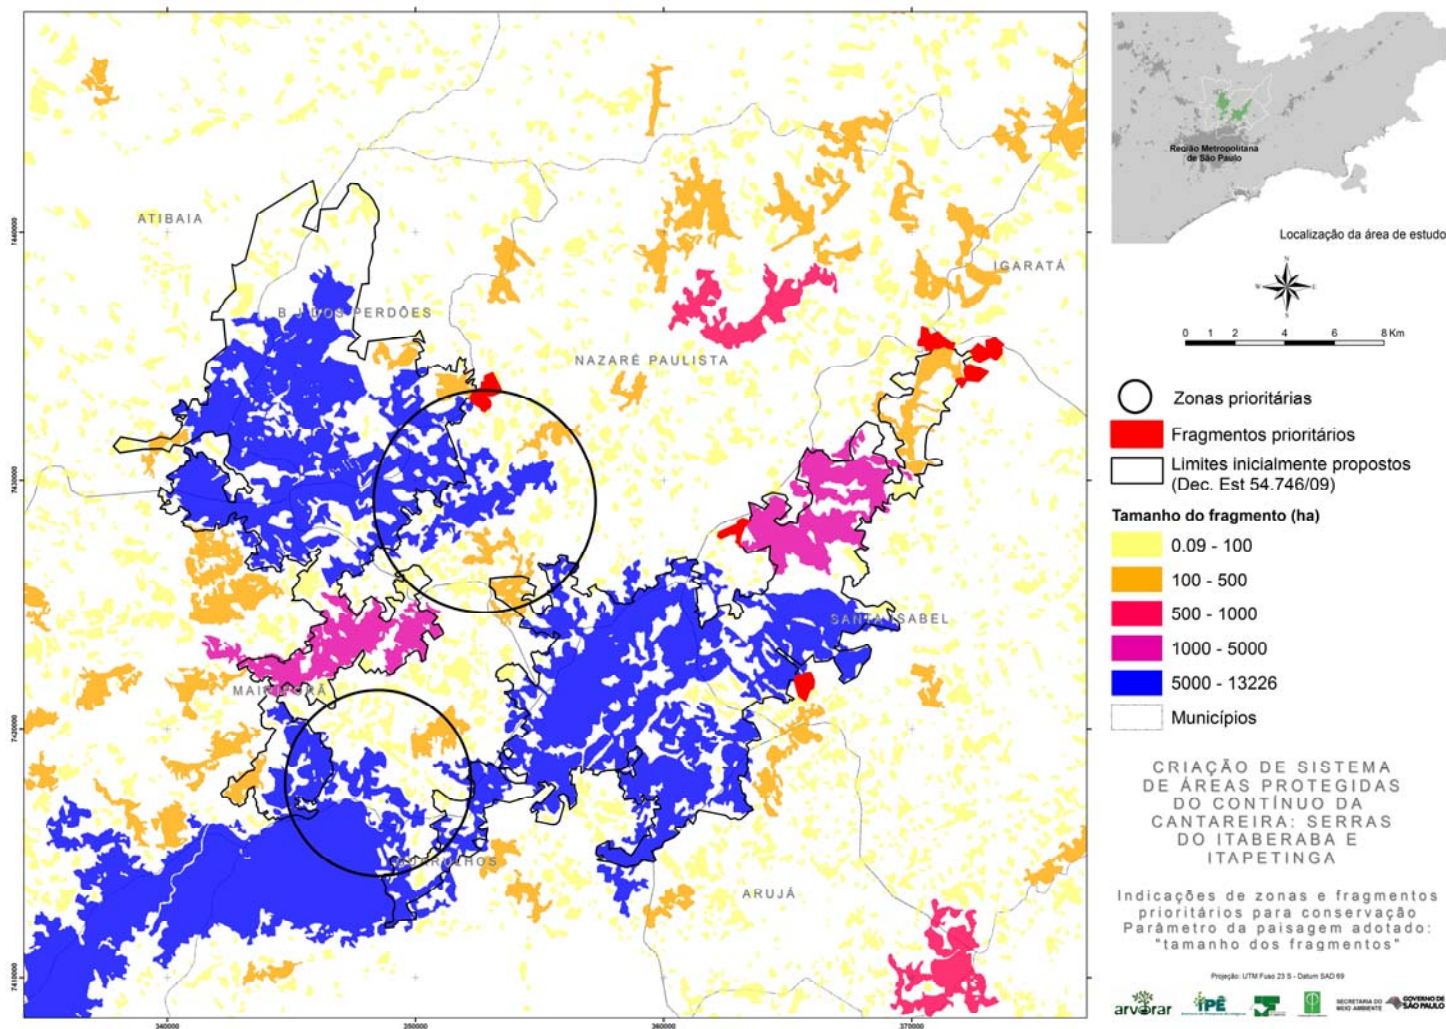 ATIBAIA
B J DOS PERDÕES
NAZARÉ PAULISTA
IGARATÁ
SANTA ISABEL
MAIRIPORÃ
GUARULHOS
ARUJÁ
7440000
7430000
7420000
7410000
340000
350000
360000
370000
Região Metropolitana
de São Paulo
Localização da área de estudo
N
W
E
S
0 1 2 4 6 8 Km
Zonas prioritárias
Fragmentos prioritários
Limites inicialmente propostos
(Dec. Est 54.746/09)
Tamanho do fragmento (ha)
0.09 - 100
100 - 500
500 - 1000
1000 - 5000
5000 - 13226
Municípios
CRIAÇÃO DE SISTEMA
DE ÁREAS PROTEGIDAS
DO CONTÍNUO DA
CANTAREIRA: SERRAS
DO ITABERABA E
ITAPETINGA
Indicações de zonas e fragmentos
prioritários para conservação
Parâmetro da paisagem adotado:
"tamanho dos fragmentos"
Projeção: UTM Fuso 23 S - Datum SAD 69
arvorar
IPÊ
SECRETARIA DO
MEIO AMBIENTE
GOVERNO DE
SÃO PAULO